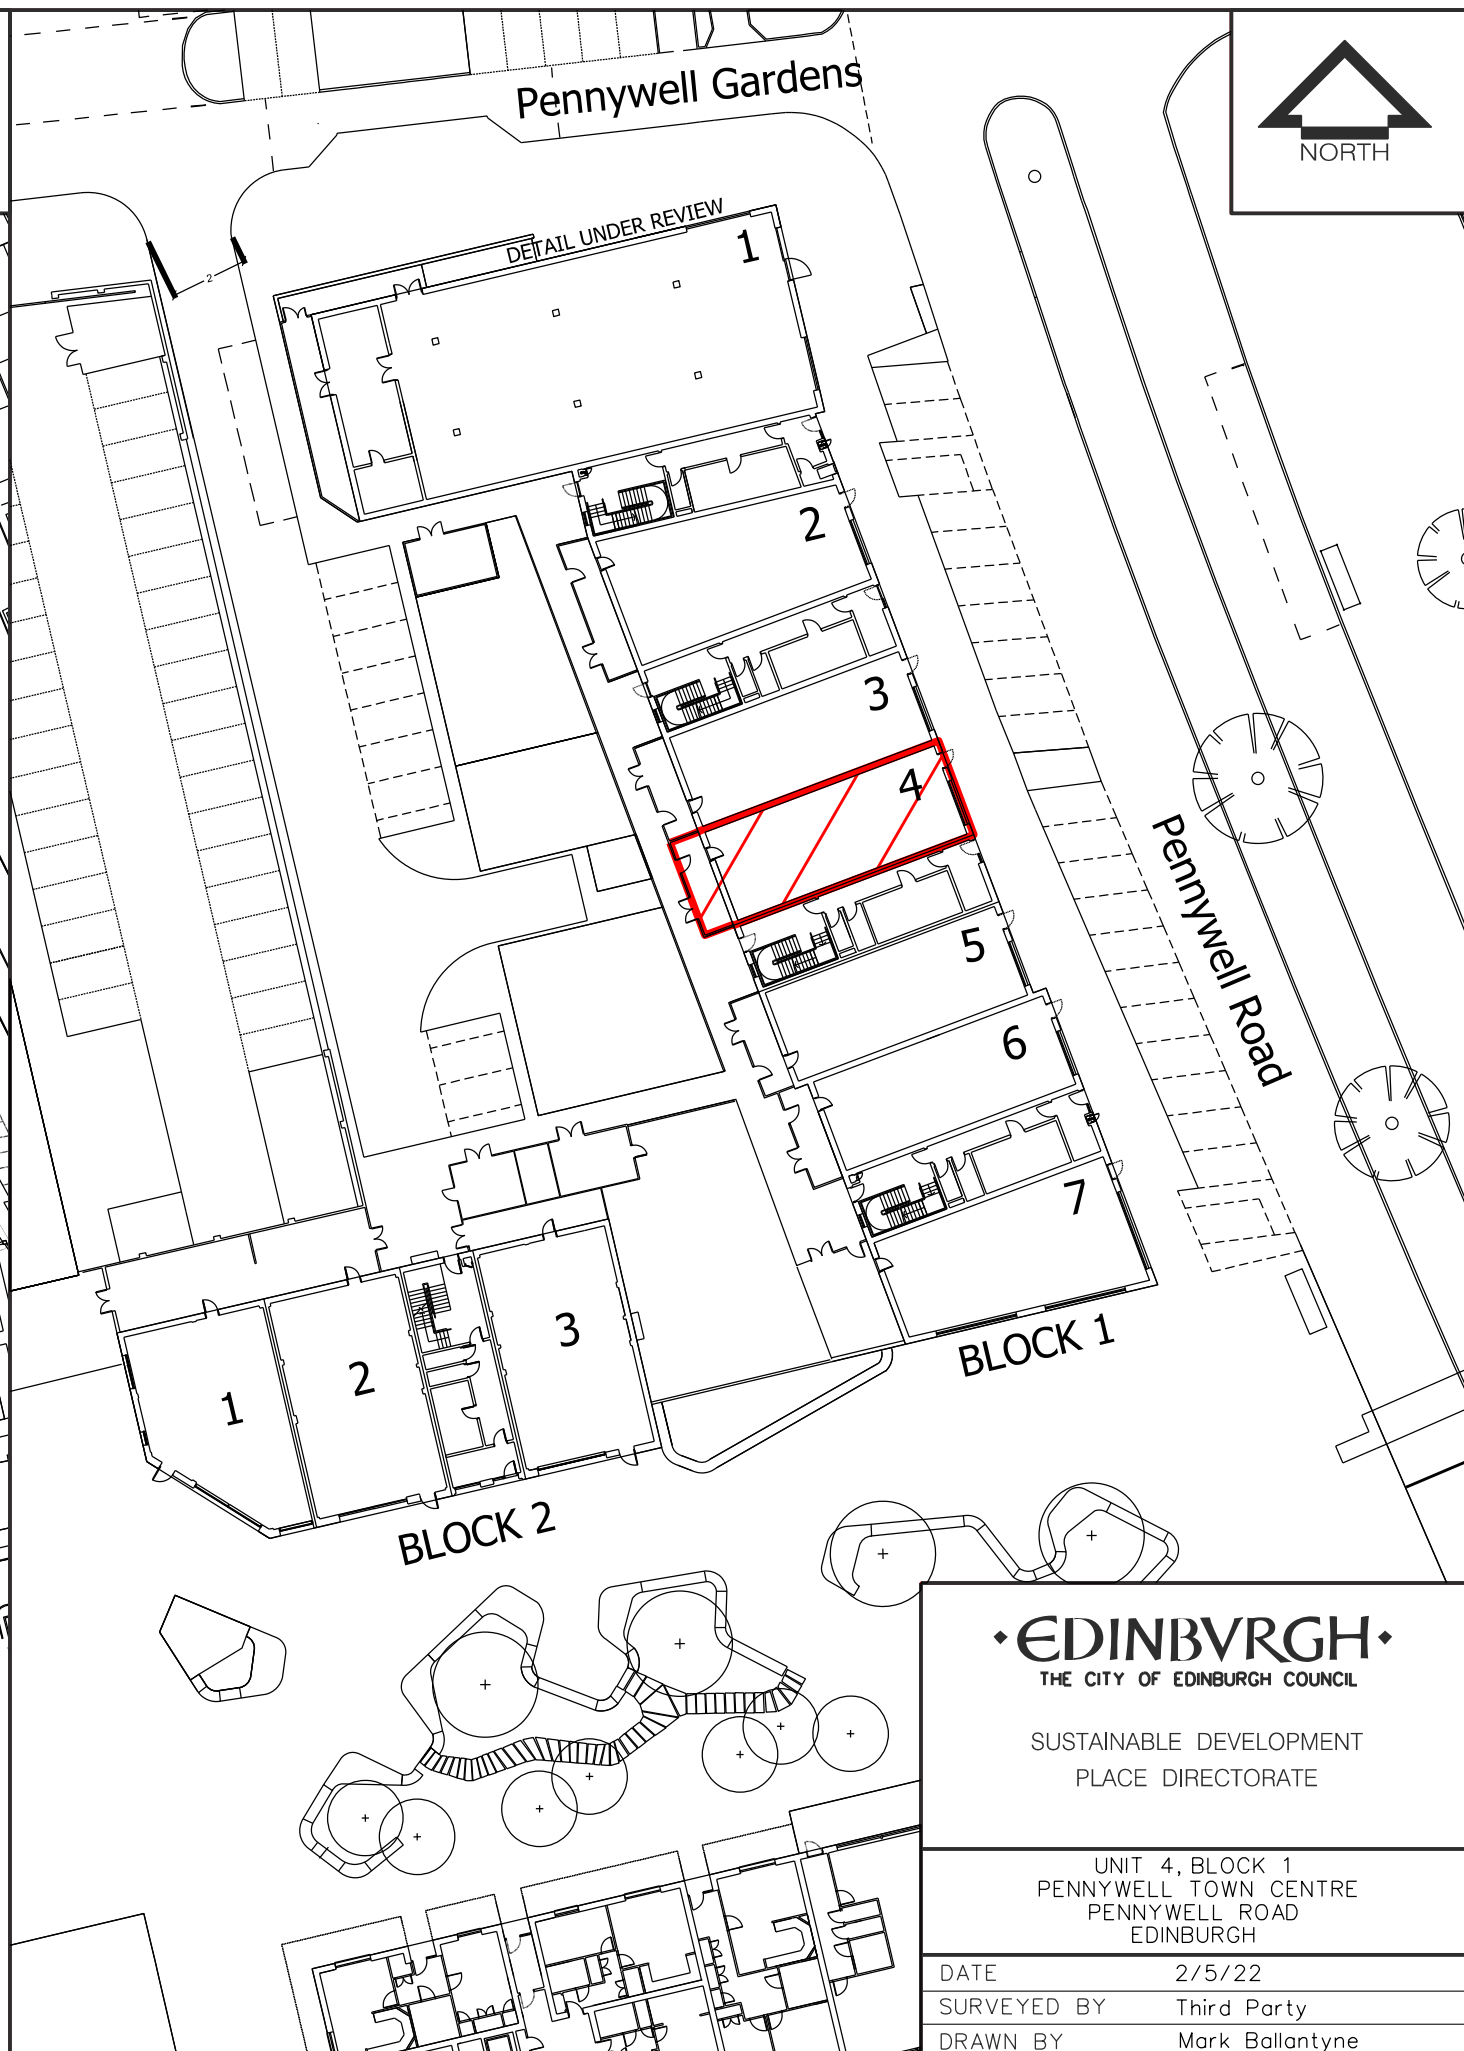 Pennywell Gardens
NORTH
DETAIL UNDER REVIEW
1
2
2
3
4
Pennywell Road
5
6
7
BLOCK 1
3
2
1
BLOCK 2
•EDINBVRGH•
THE CITY OF EDINBURGH COUNCIL
SUSTAINABLE DEVELOPMENT
PLACE DIRECTORATE
UNIT 4, BLOCK 1
PENNYWELL TOWN CENTRE
PENNYWELL ROAD
EDINBURGH
DATE 2/5/22
SURVEYED BY Third Party
DRAWN BY Mark Ballantyne